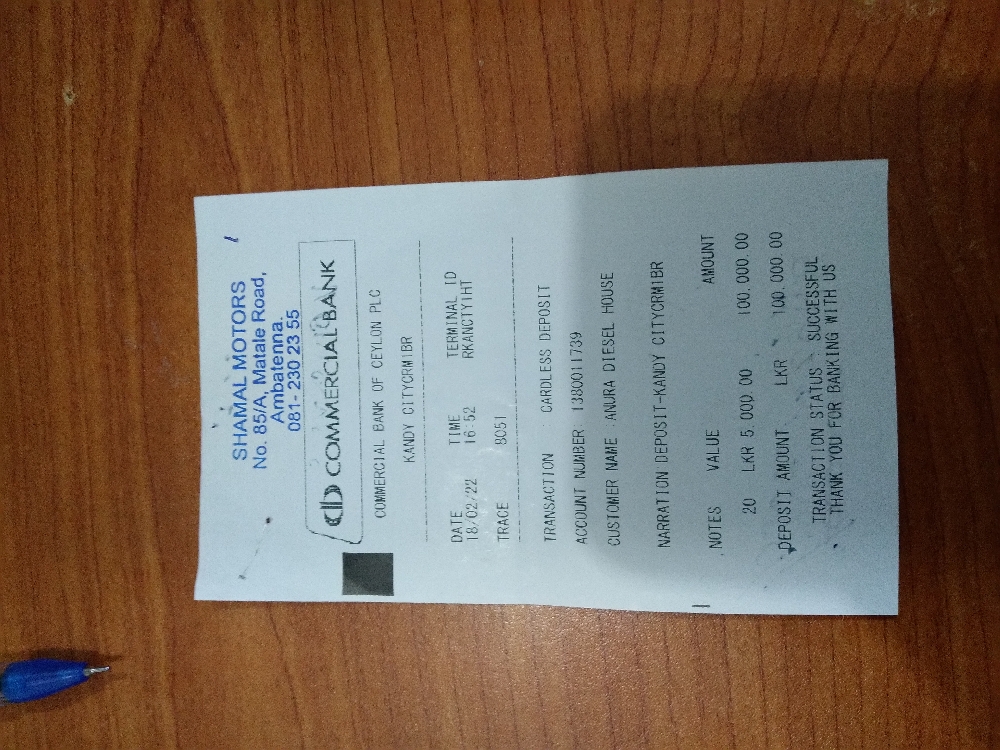 SHAMAL MOTORS
No. 85/A, Matale Road,
Ambatenna.
081- 230 23 55
COMMERCIAL BANK
COMMERCIAL BANK OF CEYLON PLC
KANDY CITYCRM1BR
DATE TIME TERMINAL ID
18/02/22 16:52 RKANCTY1HT
TRACE 8051
TRANSACTION CARDLESS DEPOSIT
ACCOUNT NUMBER 1380011739
CUSTOMER NAME ANURA DIESEL HOUSE
NARRATION DEPOSIT-KANDY CITYCRM1BR
NOTES VALUE AMOUNT
20 LKR 5,000.00 100,000.00
DEPOSIT AMOUNT LKR 100,000.00
TRANSACTION STATUS : SUCCESSFUL
THANK YOU FOR BANKING WITH US